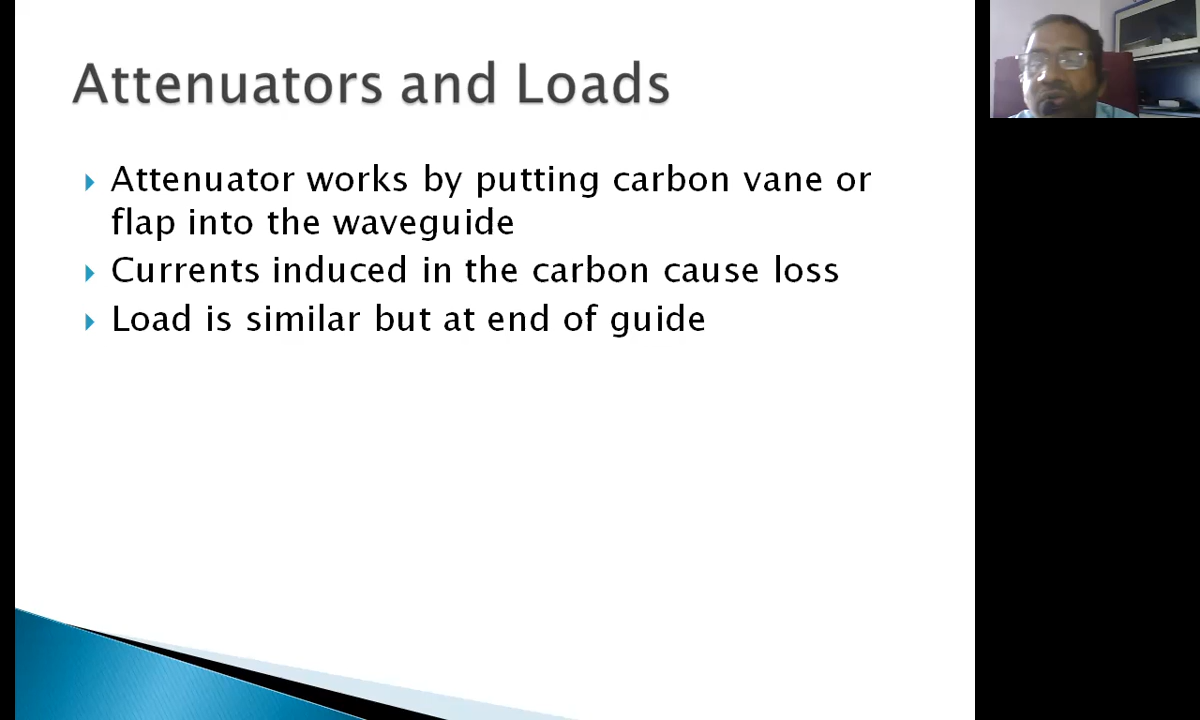 Attenuators and Loads
Attenuator works by putting carbon vane or
flap into the waveguide
Currents induced in the carbon cause loss
Load is similar but at end of guide